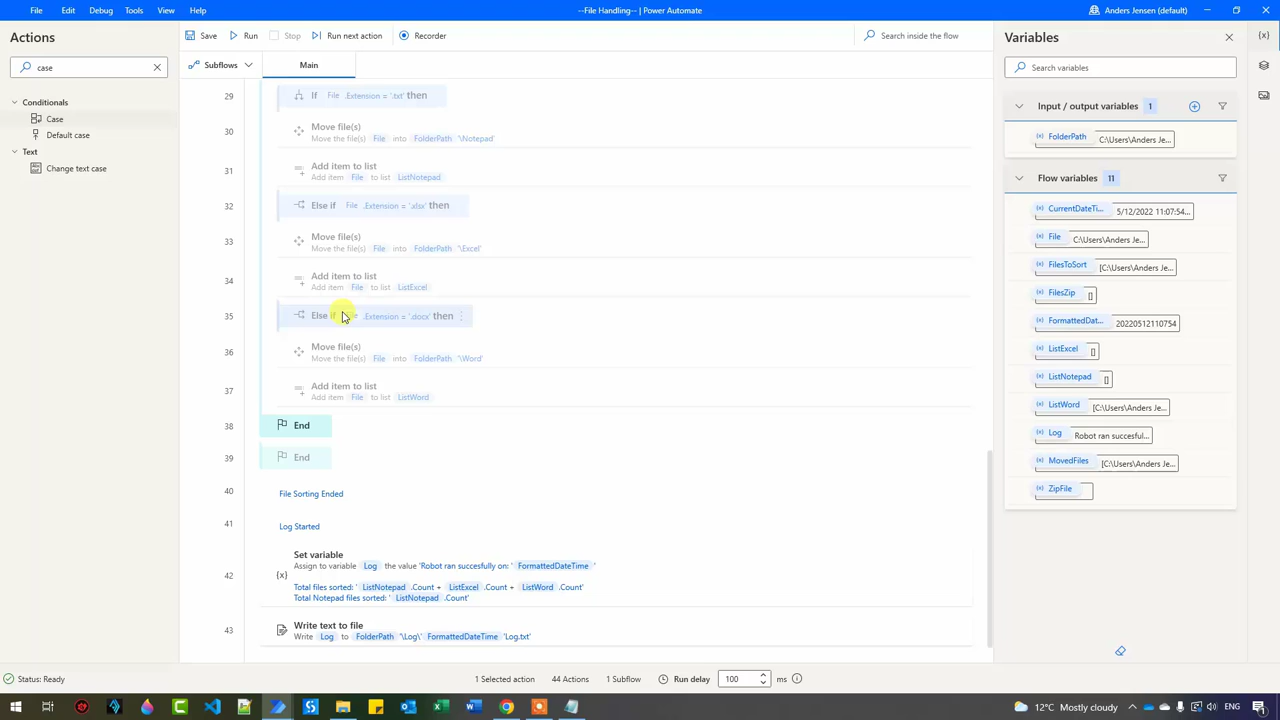 File Edit Debug Tools View Help --File Handling-- | Power Automate Anders Jensen (default)
Actions
case
Conditionals
Case
Default case
Text
Change text case
Save Run Stop Run next action Recorder Search inside the flow
Subflows Main
29 If File .Extension = '.txt' then
30 Move file(s)
Move the file(s) File into FolderPath '\Notepad'
31 Add item to list
Add item File to list ListNotepad
32 Else if File .Extension = '.xlsx' then
33 Move file(s)
Move the file(s) File into FolderPath '\Excel'
34 Add item to list
Add item File to list ListExcel
35 Else if File .Extension = '.docx' then
36 Move file(s)
Move the file(s) File into FolderPath '\Word'
37 Add item to list
Add item File to list ListWord
38 End
39 End
40 File Sorting Ended
41 Log Started
42 Set variable
Assign to variable Log the value 'Robot ran succesfully on: ' FormattedDateTime '
Total files sorted: ' ListNotepad .Count + ListExcel .Count + ListWord .Count'
Total Notepad files sorted: ' ListNotepad .Count'
43 Write text to file
Write Log to FolderPath '\Log\' FormattedDateTime 'Log.txt'
Variables
Search variables
Input / output variables 1
FolderPath C:\Users\Anders Je...
Flow variables 11
CurrentDateTi... 5/12/2022 11:07:54...
File C:\Users\Anders Je...
FilesToSort [C:\Users\Anders Je...
FilesZip []
FormattedDat... 20220512110754
ListExcel []
ListNotepad []
ListWord [C:\Users\Anders Je...
Log Robot ran succesful...
MovedFiles [C:\Users\Anders Je...
ZipFile
Status: Ready 1 Selected action 44 Actions 1 Subflow Run delay 100 ms
12°C Mostly cloudy